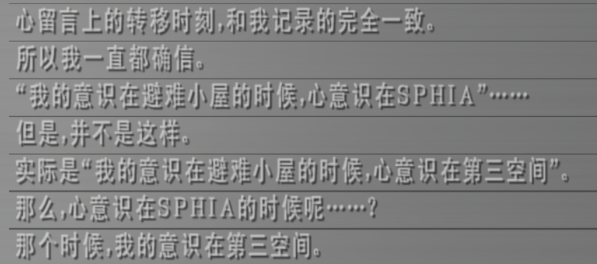 心留言上的转移时刻,和我记录的完全一致。
所以我一直都确信。
“我的意识在避难小屋的时候,心意识在SPHIA”……
但是,并不是这样。
实际是“我的意识在避难小屋的时候,心意识在第三空间”。
那么,心意识在SPHIA的时候呢……?
那个时候,我的意识在第三空间。